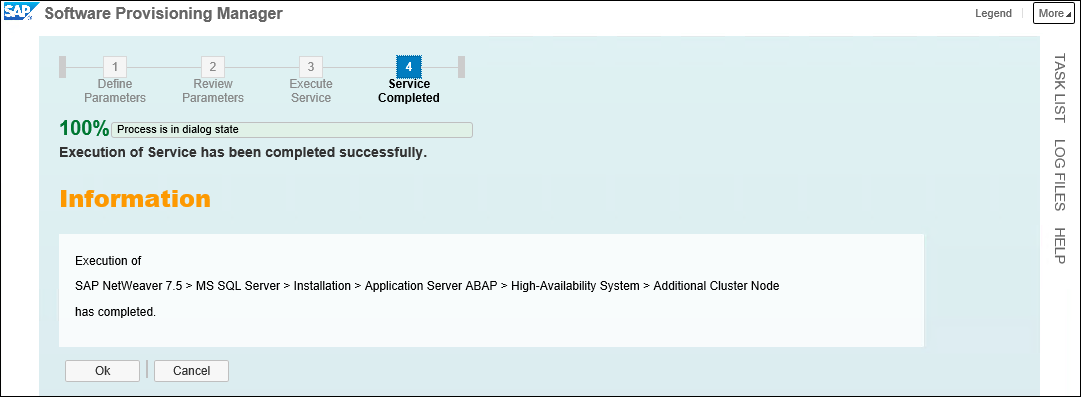 SAP Software Provisioning Manager
Legend
More
1
2
3
4
Define Parameters
Review Parameters
Execute Service
Service Completed
100% Process is in dialog state
Execution of Service has been completed successfully.
Information
Execution of
SAP NetWeaver 7.5 > MS SQL Server > Installation > Application Server ABAP > High-Availability System > Additional Cluster Node
has completed.
Ok
Cancel
TASK LIST
LOG FILES
HELP